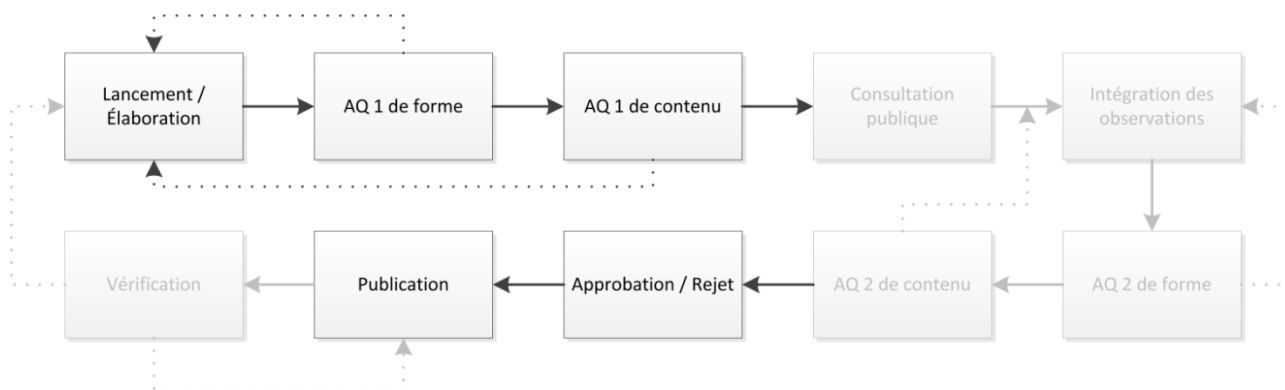 Lancement /
Élaboration
AQ 1 de forme
AQ 1 de contenu
Consultation
publique
Intégration des
observations
Vérification
Publication
Approbation / Rejet
AQ 2 de contenu
AQ 2 de forme